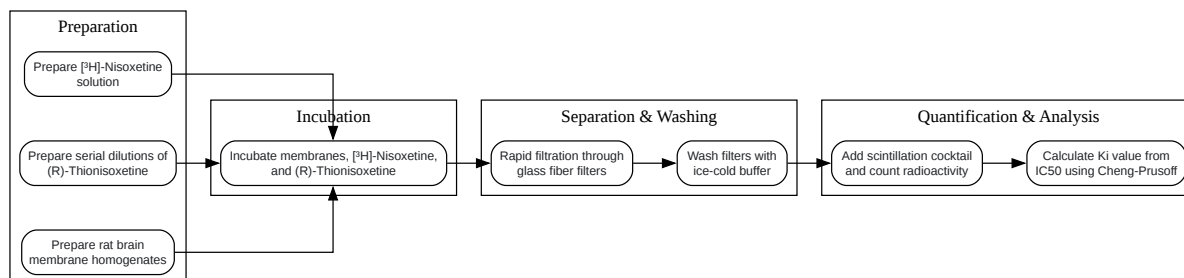 Preparation
Prepare [³H]-Nisoxetine
solution
Prepare serial dilutions of
(R)-Thionisoxetine
Prepare rat brain
membrane homogenates
Incubation
Incubate membranes, [³H]-Nisoxetine,
and (R)-Thionisoxetine
Separation & Washing
Rapid filtration through
glass fiber filters
Wash filters with
ice-cold buffer
Quantification & Analysis
Add scintillation cocktail
and count radioactivity
Calculate Ki value from
IC50 using Cheng-Prusoff